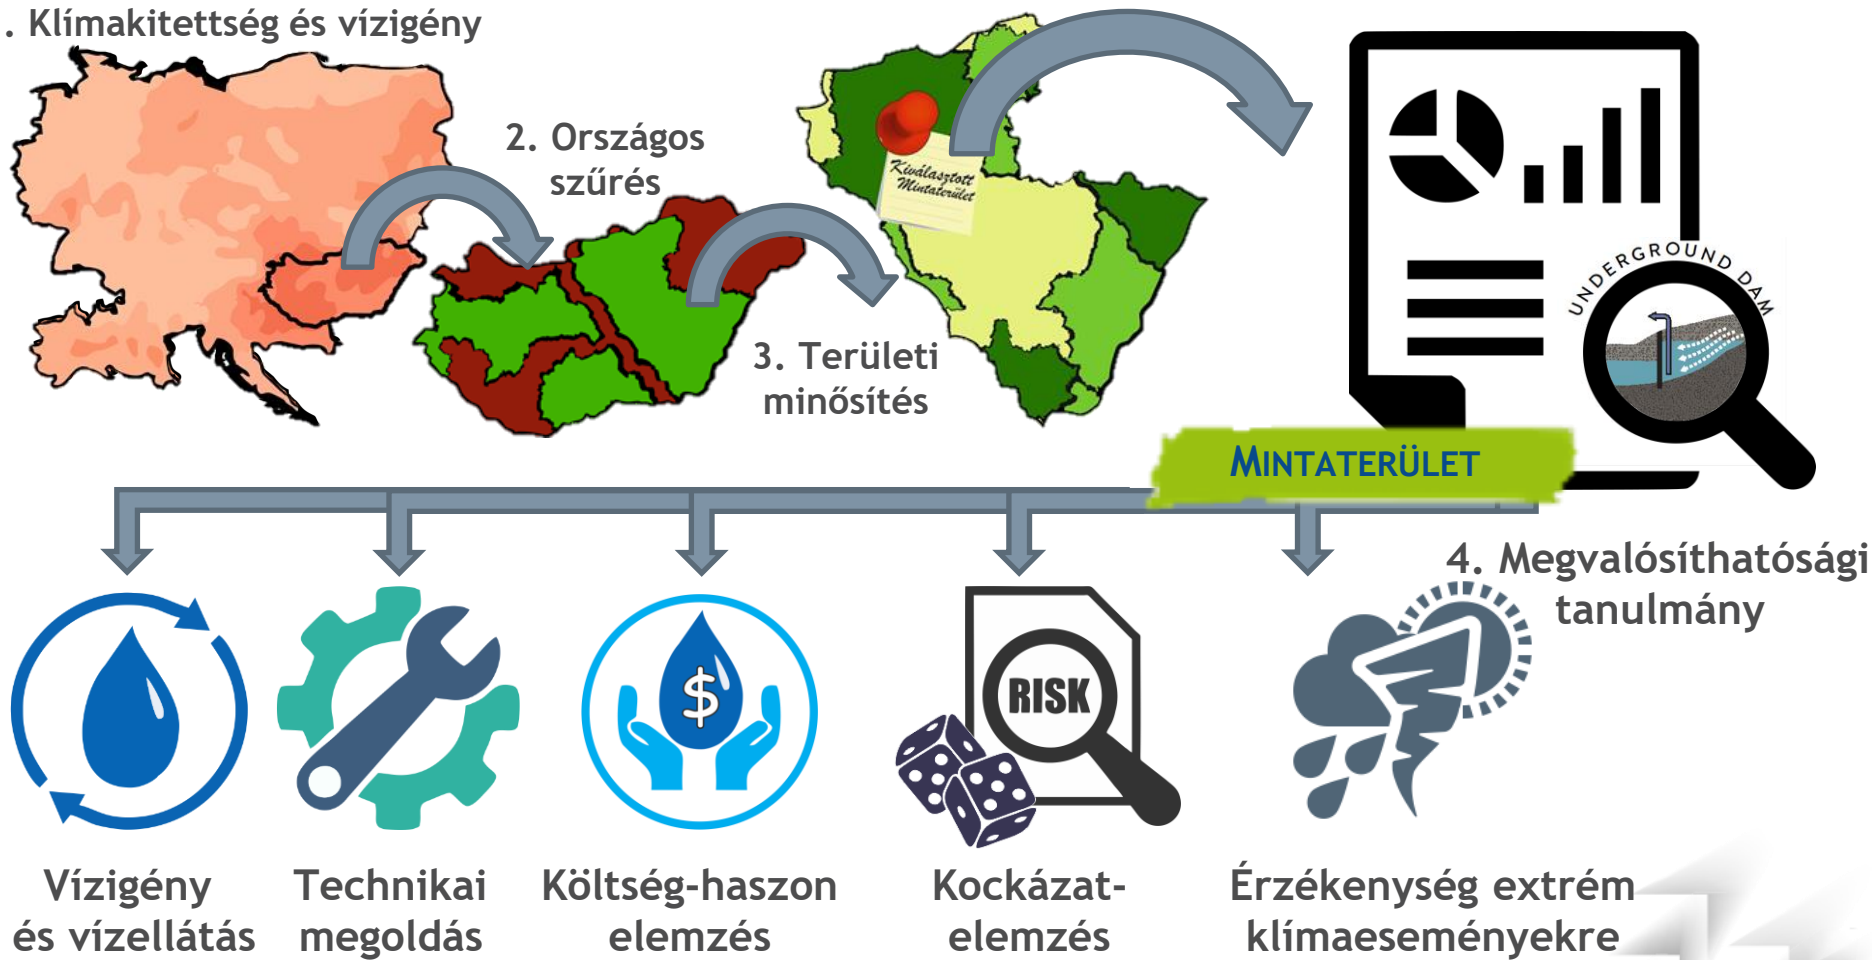 . Klímakitettség és vízigény
2. Országos
szűrés
Kiválasztott
Mintaterület
3. Területi
minősítés
UNDERGROUND DAM
MINTATERÜLET
4. Megvalósíthatósági
tanulmány
$
RISK
Vízigény
és vízellátás
Technikai
megoldás
Költség-haszon
elemzés
Kockázat-
elemzés
Érzékenység extrém
klímaeseményekre